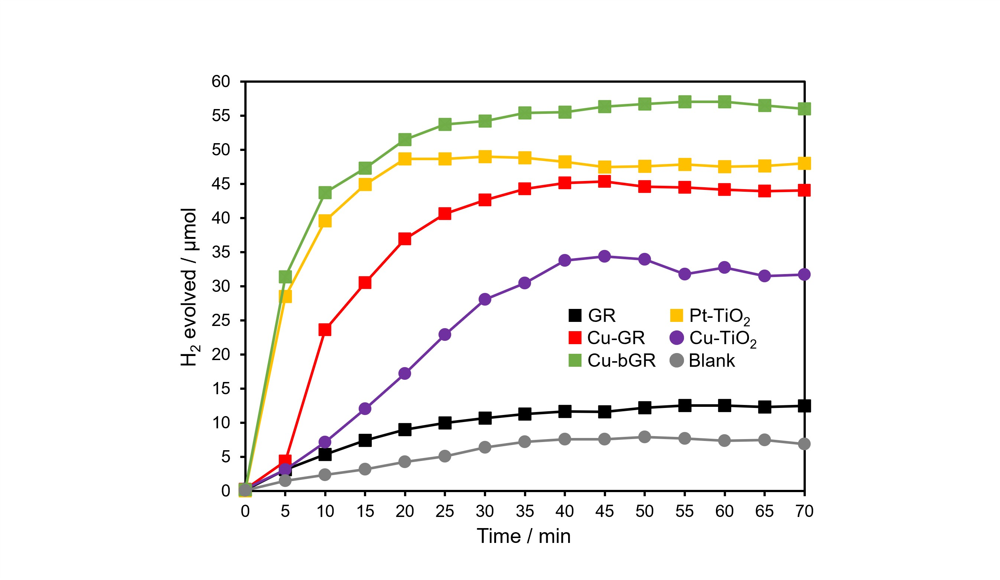 H₂ evolved / µmol
60
55
50
45
40
35
30
25
20
15
10
5
0
GR
Pt-TiO₂
Cu-GR
Cu-TiO₂
Cu-bGR
Blank
0 5 10 15 20 25 30 35 40 45 50 55 60 65 70
Time / min